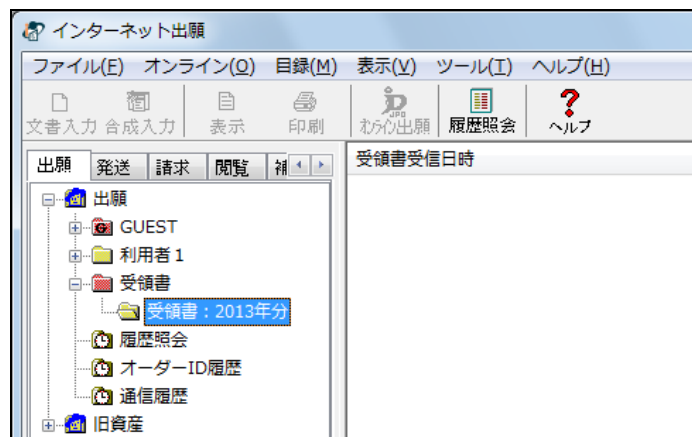 インターネット出願
ファイル(F) オンライン(O) 目録(M) 表示(V) ツール(T) ヘルプ(H)
文書入力 合成入力 表示 印刷 オンライン出願 履歴照会 ヘルプ
出願 発送 請求 閲覧 補
受領書受信日時
出願
GUEST
利用者1
受領書
受領書：2013年分
履歴照会
オーダーID履歴
通信履歴
旧資産